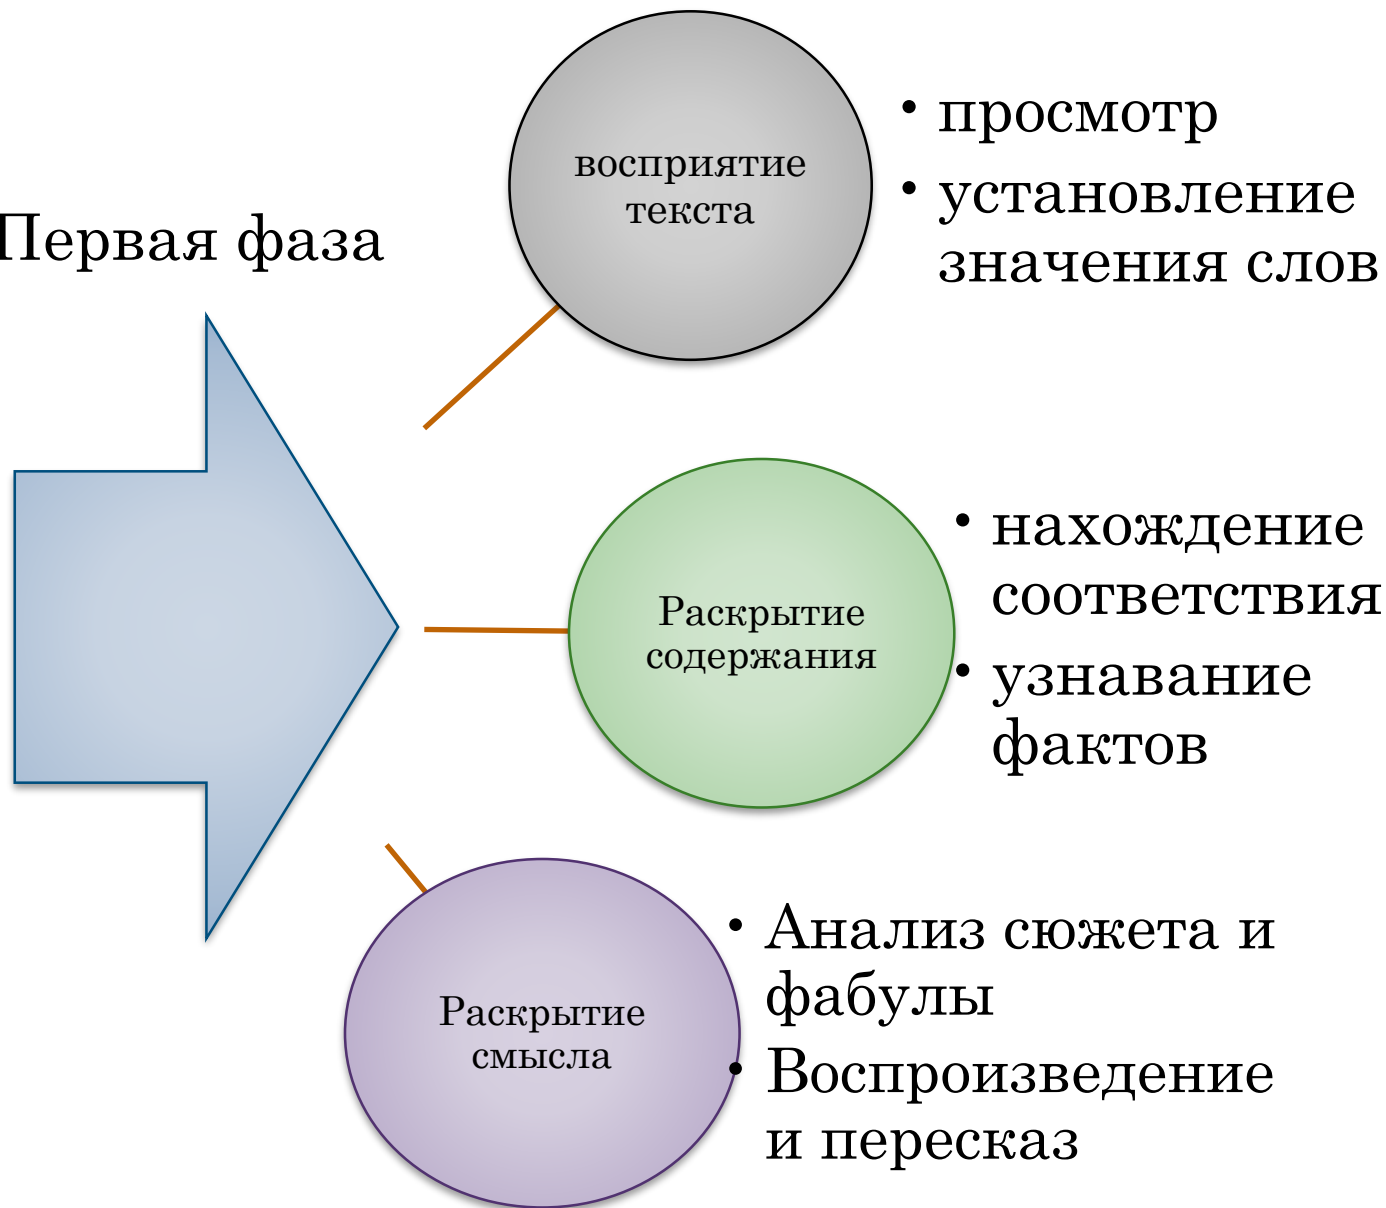 Первая фаза
восприятие
текста
• просмотр
• установление
значения слов
Раскрытие
содержания
• нахождение
соответствия
• узнавание
фактов
Раскрытие
смысла
• Анализ сюжета и
фабулы
• Воспроизведение
и пересказ